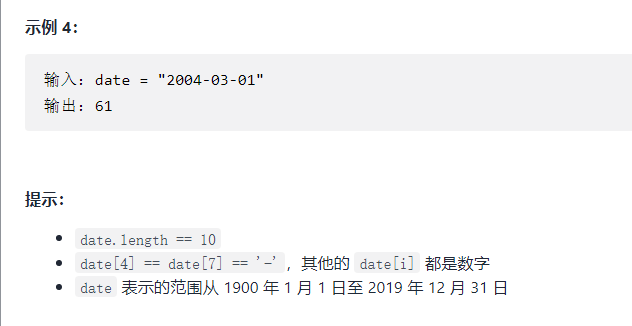 示例 4：
输入：date = "2004-03-01"
输出：61
提示：
date.length == 10
date[4] == date[7] == '-'，其他的 date[i] 都是数字
date 表示的范围从 1900 年 1 月 1 日至 2019 年 12 月 31 日